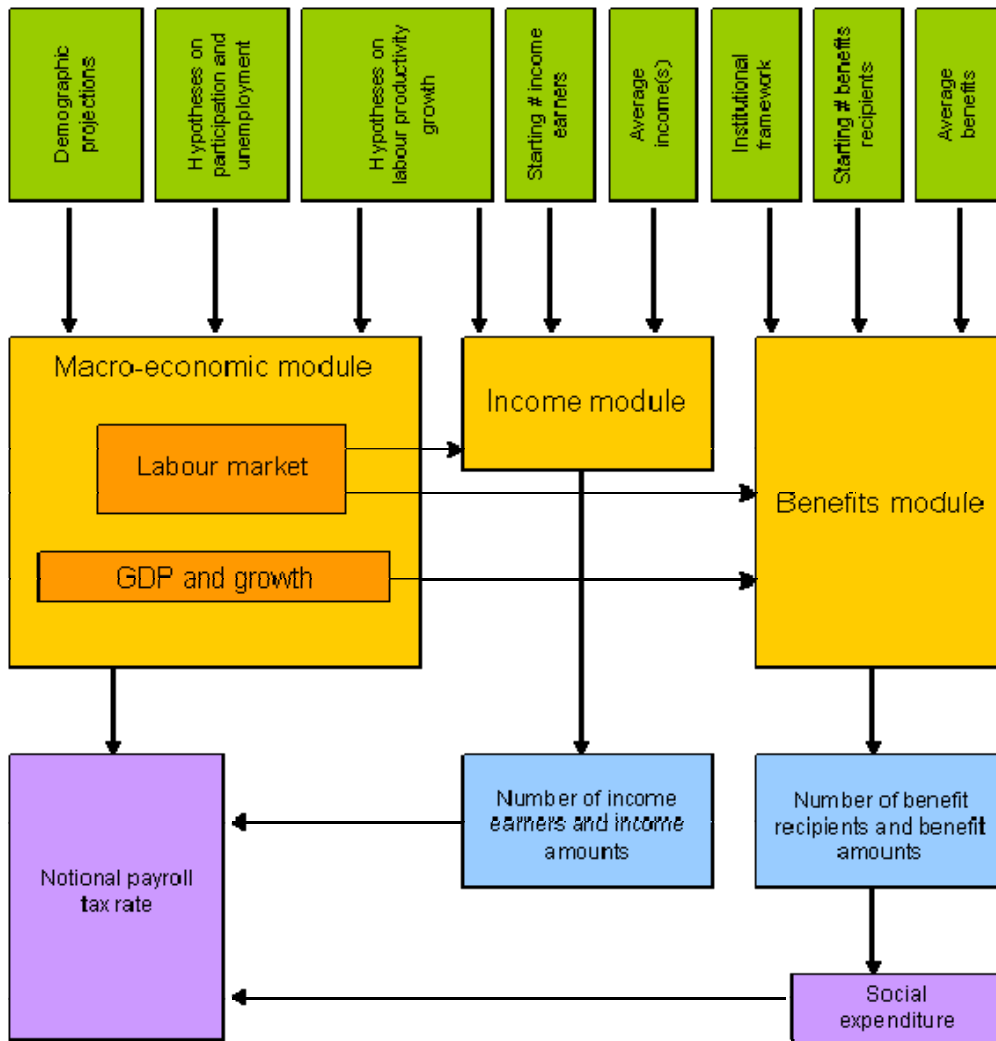 Demographic
projections
Hypotheses on
participation and
unemployment
Hypotheses on
labour productivity
growth
Starting # income
earners
Average
income(s)
Institutional
framework
Starting # benefits
recipients
Average
benefits
Macro-economic module
Income module
Labour market
Benefits module
GDP and growth
Number of income
earners and income
amounts
Number of benefit
recipients and benefit
amounts
Notional payroll
tax rate
Social
expenditure